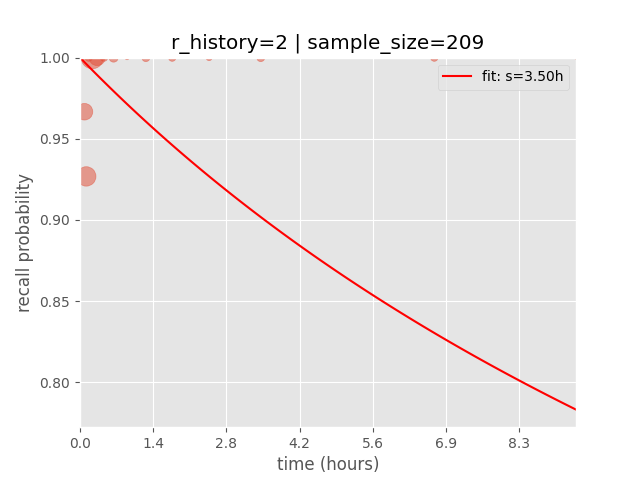 r_history=2 | sample_size=209
fit: s=3.50h
1.00
0.95
0.90
0.85
0.80
recall probability
0.0 1.4 2.8 4.2 5.6 6.9 8.3
time (hours)